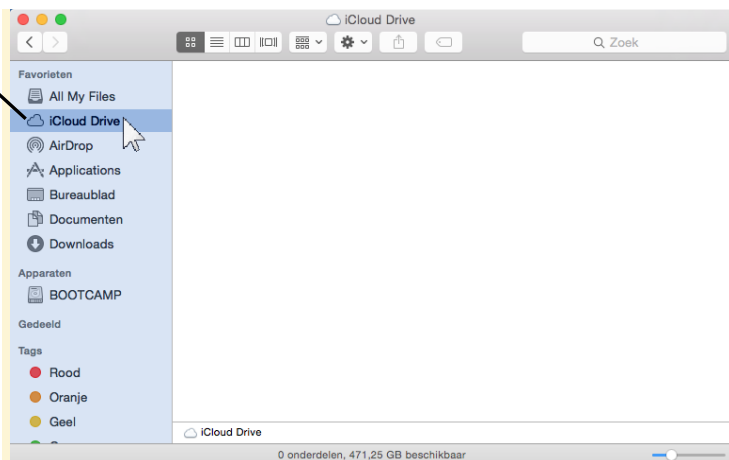 iCloud Drive
Zoek
Favorieten
All My Files
iCloud Drive
AirDrop
Applications
Bureaublad
Documenten
Downloads
Apparaten
BOOTCAMP
Gedeeld
Tags
Rood
Oranje
Geel
iCloud Drive
0 onderdelen, 471,25 GB beschikbaar